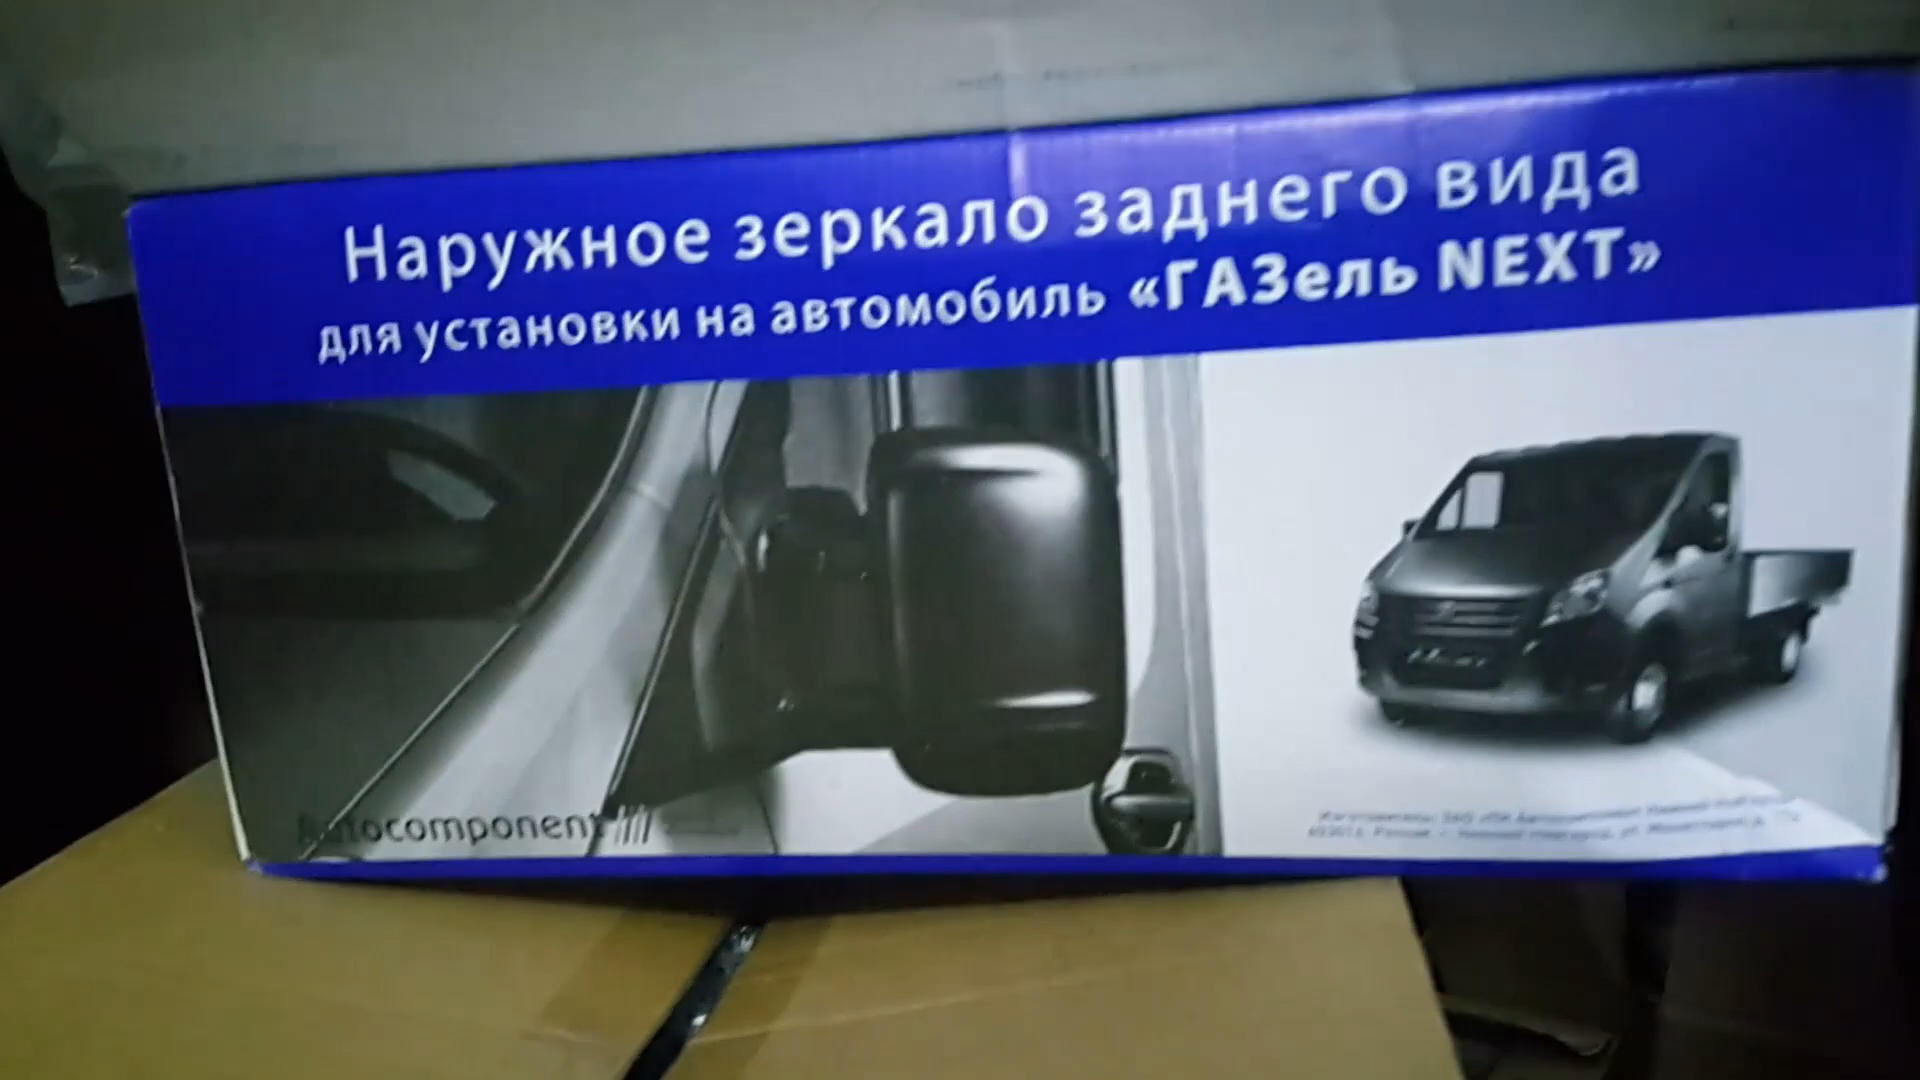 Наружное зеркало заднего вида
для установки на автомобиль «ГАЗель NEXT»
Autocomponent